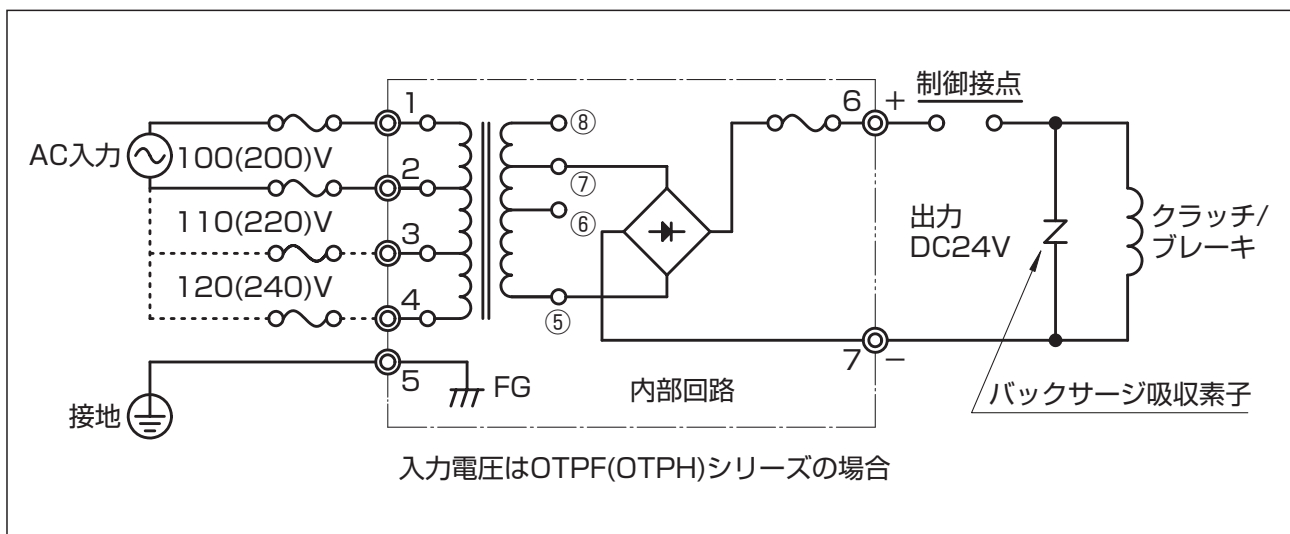 制御接点
1
6
+
⑧
AC入力
100(200)V
2
⑦
⑥
110(220)V
3
出力
DC24V
クラッチ/
ブレーキ
120(240)V
4
⑤
7
−
5
FG
内部回路
バックサージ吸収素子
接地
入力電圧はOTPF(OTPH)シリーズの場合